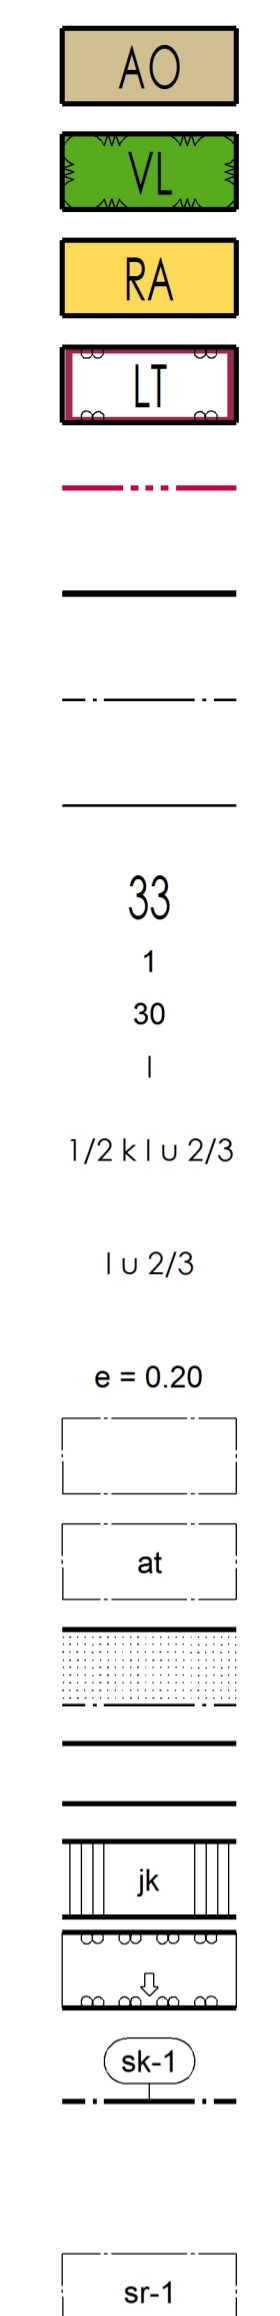 AO
VL
RA
LT
33
1
30
I
1/2 k I u 2/3
I u 2/3
e = 0.20
at
jk
sk-1
sr-1